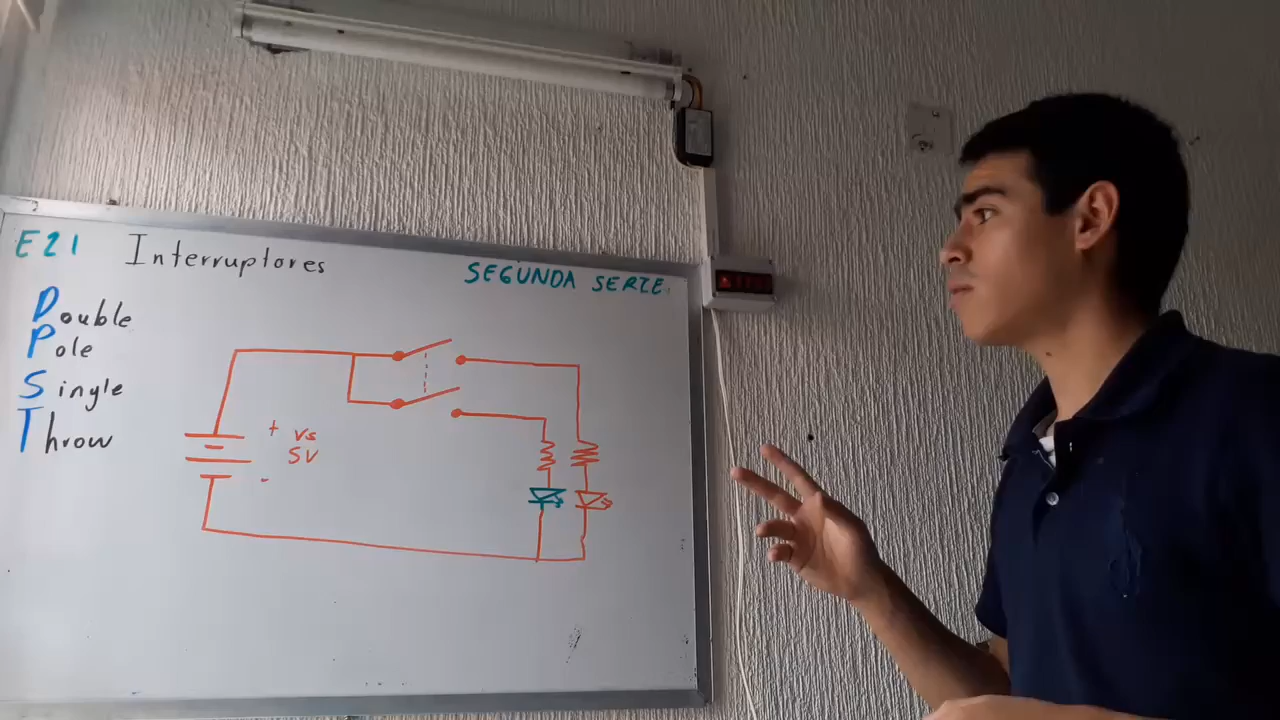 E21 Interruptores
SEGUNDA SERIE.
Double
Pole
Single
Throw
+ Vs
5V
-